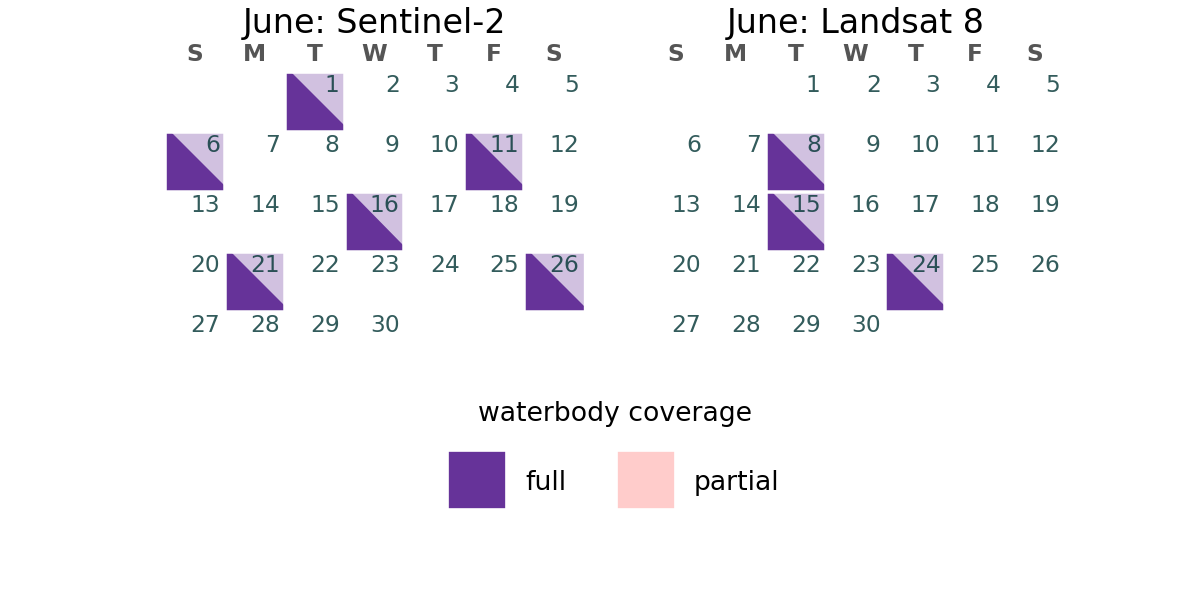 June: Sentinel-2
S M T W T F S
1 2 3 4 5
6 7 8 9 10 11 12
13 14 15 16 17 18 19
20 21 22 23 24 25 26
27 28 29 30
June: Landsat 8
S M T W T F S
1 2 3 4 5
6 7 8 9 10 11 12
13 14 15 16 17 18 19
20 21 22 23 24 25 26
27 28 29 30
waterbody coverage
full partial